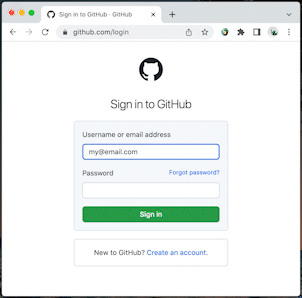 Sign in to GitHub · GitHub
github.com/login
Sign in to GitHub
Username or email address
my@email.com
Password Forgot password?
Sign in
New to GitHub? Create an account.